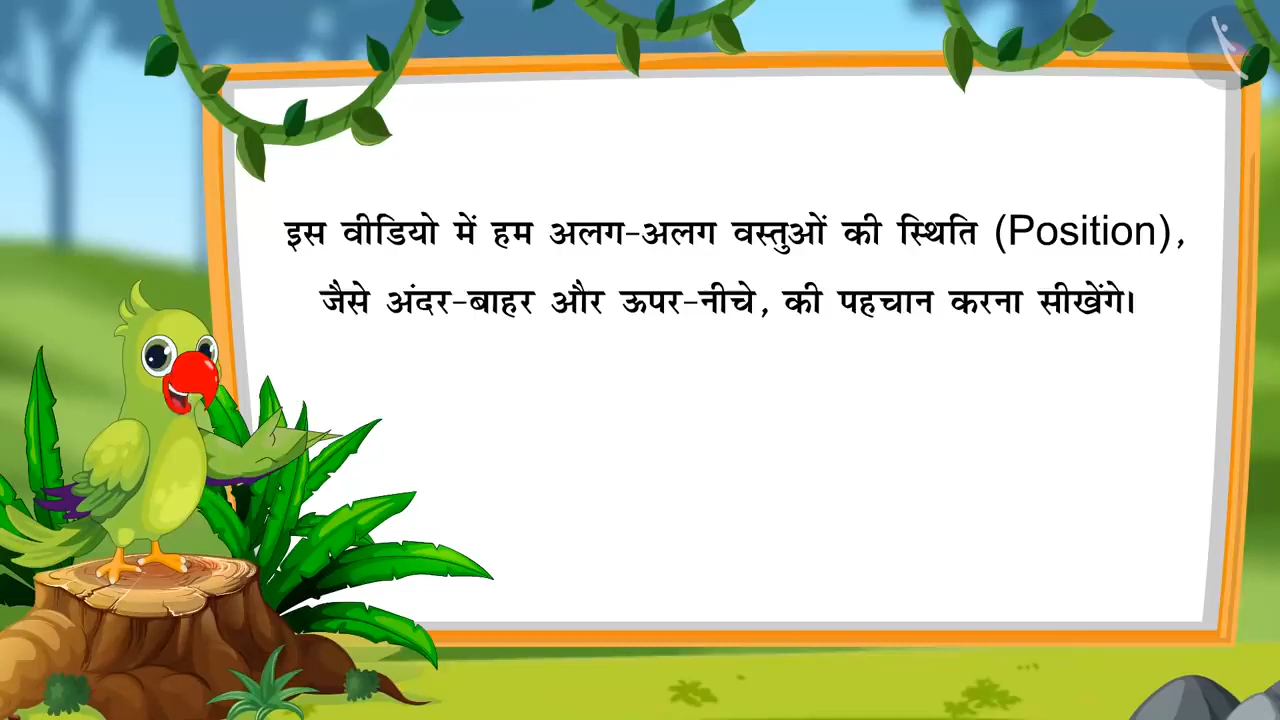 इस वीडियो में हम अलग-अलग वस्तुओं की स्थिति (Position),
जैसे अंदर-बाहर और ऊपर-नीचे, की पहचान करना सीखेंगे।